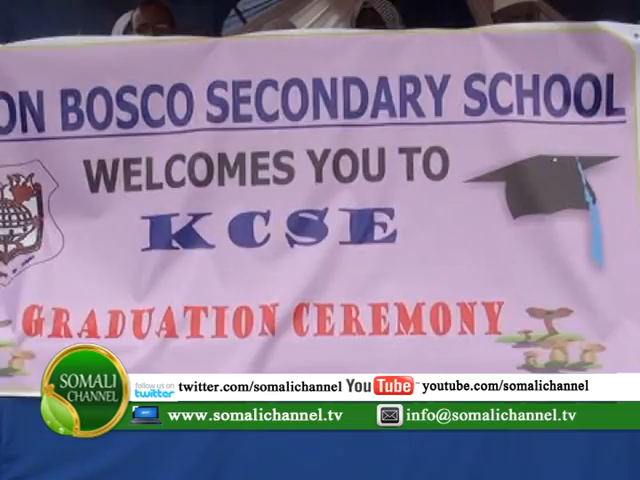 ON BOSCO SECONDARY SCHOOL
WELCOMES YOU TO
KCSE
GRADUATION CEREMONY
SOMALI
CHANNEL
follow us on
twitter
twitter.com/somalichannel
YouTube
youtube.com/somalichannel
www.somalichannel.tv
info@somalichannel.tv